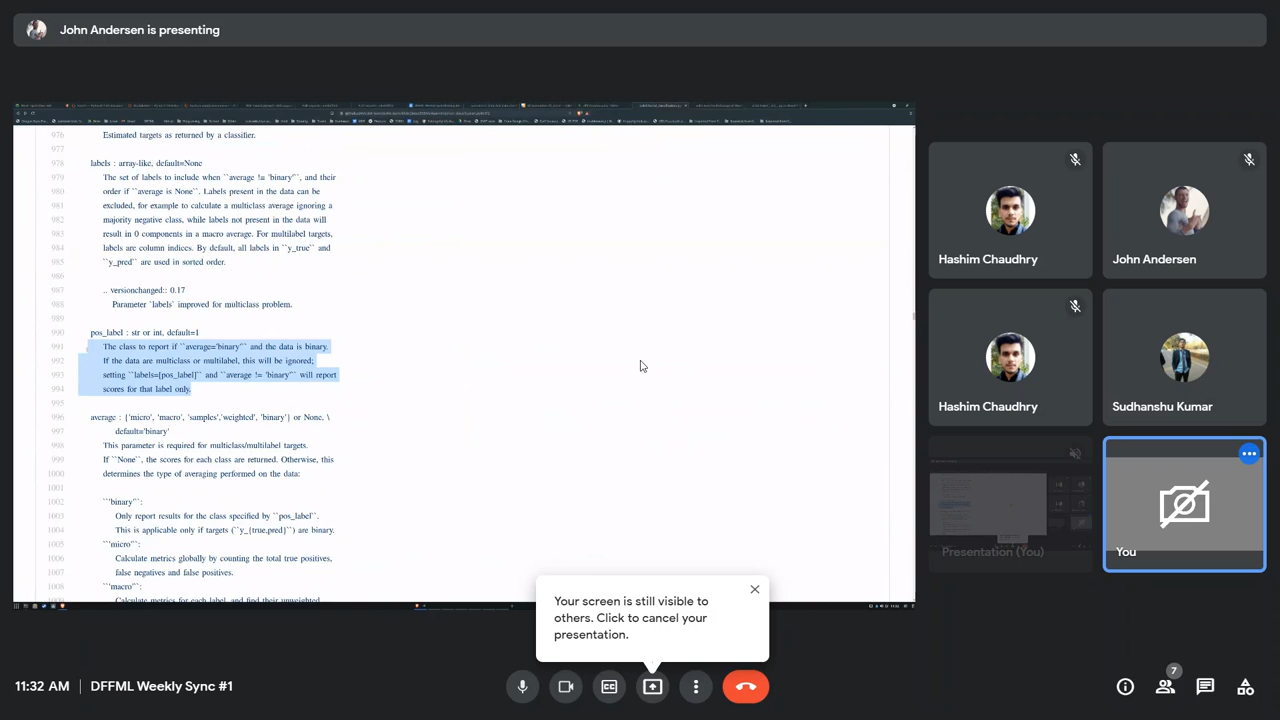 John Andersen is presenting
976 Estimated targets as returned by a classifier.
977
978 labels : array-like, default=None
979 The set of labels to include when ``average != 'binary'``, and their
980 order if ``average is None``. Labels present in the data can be
981 excluded, for example to calculate a multiclass average ignoring a
982 majority negative class, while labels not present in the data will
983 result in 0 components in a macro average. For multilabel targets,
984 labels are column indices. By default, all labels in ``y_true`` and
985 ``y_pred`` are used in sorted order.
986
987 .. versionchanged:: 0.17
988 Parameter `labels` improved for multiclass problem.
989
990 pos_label : str or int, default=1
991 The class to report if ``average='binary'`` and the data is binary.
992 If the data are multiclass or multilabel, this will be ignored;
993 setting ``labels=[pos_label]`` and ``average != 'binary'`` will report
994 scores for that label only.
995
996 average : {'micro', 'macro', 'samples','weighted', 'binary'} or None, \
997 default='binary'
998 This parameter is required for multiclass/multilabel targets.
999 If ``None``, the scores for each class are returned. Otherwise, this
1000 determines the type of averaging performed on the data:
1001
1002 ``'binary'``:
1003 Only report results for the class specified by ``pos_label``.
1004 This is applicable only if targets (``y_{true,pred}``) are binary.
1005 ``'micro'``:
1006 Calculate metrics globally by counting the total true positives,
1007 false negatives and false positives.
1008 ``'macro'``:
Calculate metrics for each label, and find their unweighted
Hashim Chaudhry
John Andersen
Hashim Chaudhry
Sudhanshu Kumar
Presentation (You)
You
Your screen is still visible to
others. Click to cancel your
presentation.
11:32 AM | DFFML Weekly Sync #1
CC
7